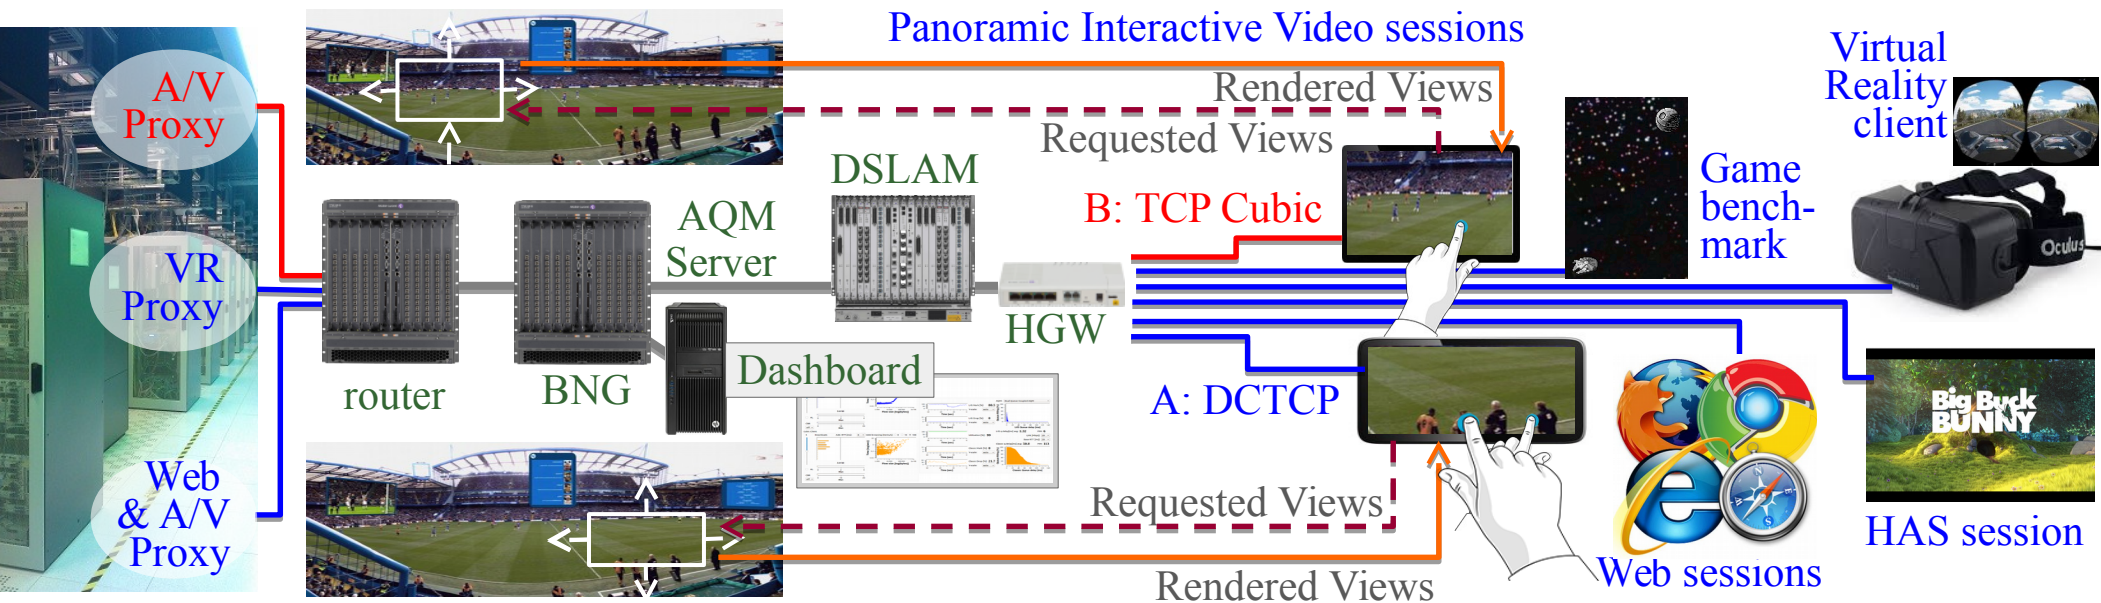 Panoramic Interactive Video sessions
Rendered Views
Requested Views
A/V
Proxy
VR
Proxy
Web
& A/V
Proxy
router
BNG
AQM
Server
Dashboard
DSLAM
HGW
B: TCP Cubic
A: DCTCP
Requested Views
Rendered Views
Game
bench-
mark
Virtual
Reality
client
Oculus
Big Buck
BUNNY
HAS session
Web sessions